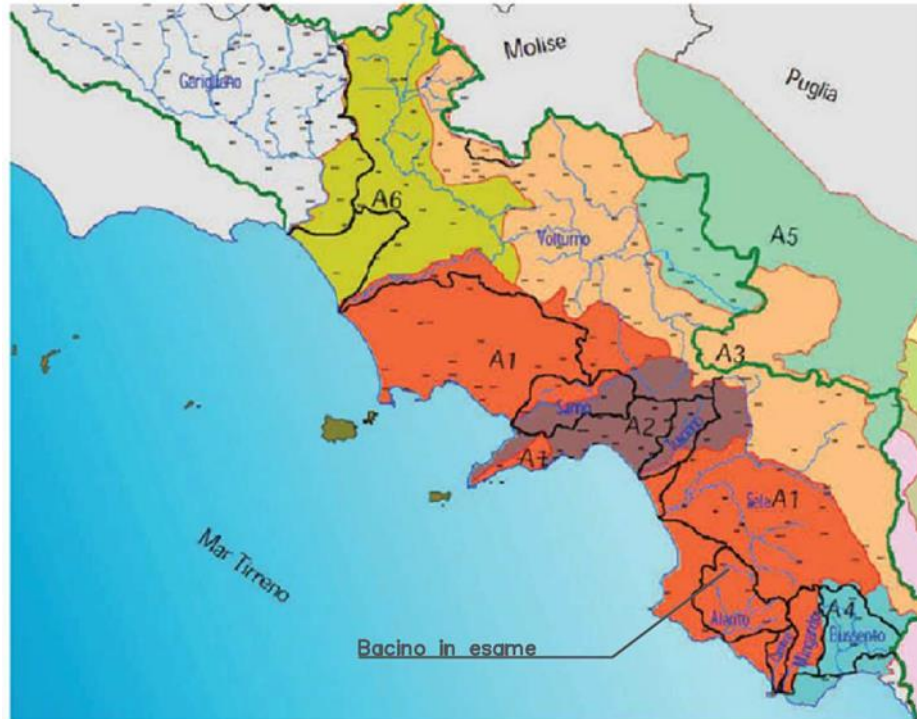 Molise
Puglia
Garigliano
A6
Volturno
A5
A1
A3
Sarno
A2
A1
Sele
A1
Mar Tirreno
Alento
A4
Bussento
Mingardo
Bacino in esame